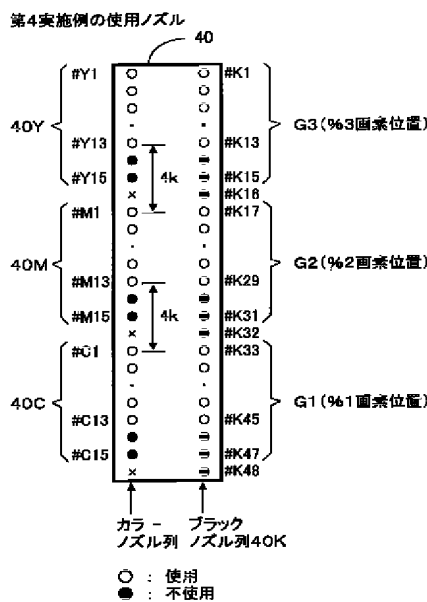 第4実施例の使用ノズル
40
#Y1 #K1
40Y G3(%3画素位置)
#Y13 #K13
#Y15 4k #K15
× #K16
#M1 #K17
40M G2(%2画素位置)
#M13 #K29
#M15 4k #K31
× #K32
#C1 #K33
40C G1(%1画素位置)
#C13 #K45
#C15 #K47
× #K48
カラー ブラック
ノズル列 ノズル列40K
○ : 使用
● : 不使用